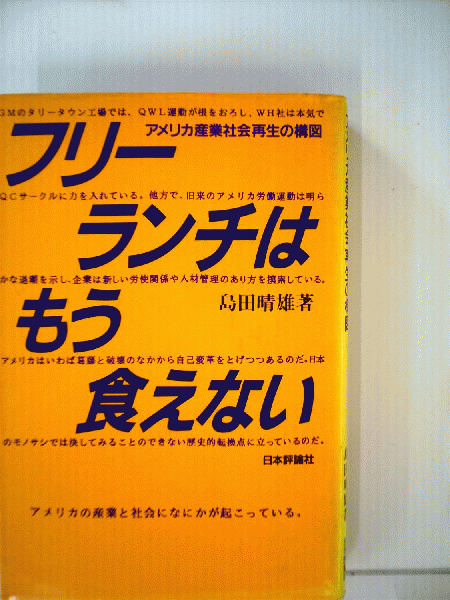 GMのタリータウン工場では、QWL運動が根をおろし、WH社は本気で
フリー
アメリカ産業社会再生の構図
QCサークルに力を入れている。他方で、旧来のアメリカ労働運動は明ら
ランチは
かな退潮を示し、企業は新しい労使関係や人材管理のあり方を摸索している。
島田晴雄著
もう
アメリカはいわば葛藤と破壊のなかから自己変革をとげつつあるのだ。日本
食えない
のモノサシでは決してみることのできない歴史的転換点に立っているのだ。
日本評論社
アメリカの産業と社会になにかが起こっている。